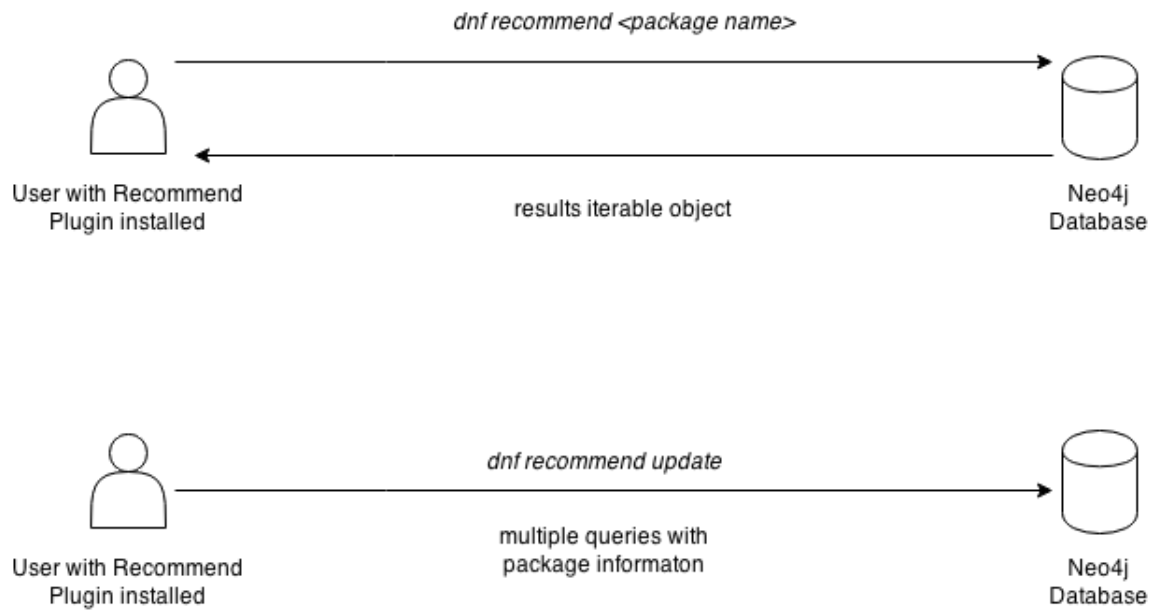 dnf recommend <package name>
User with Recommend
Plugin installed
results iterable object
Neo4j
Database
dnf recommend update
multiple queries with
package informaton
User with Recommend
Plugin installed
Neo4j
Database